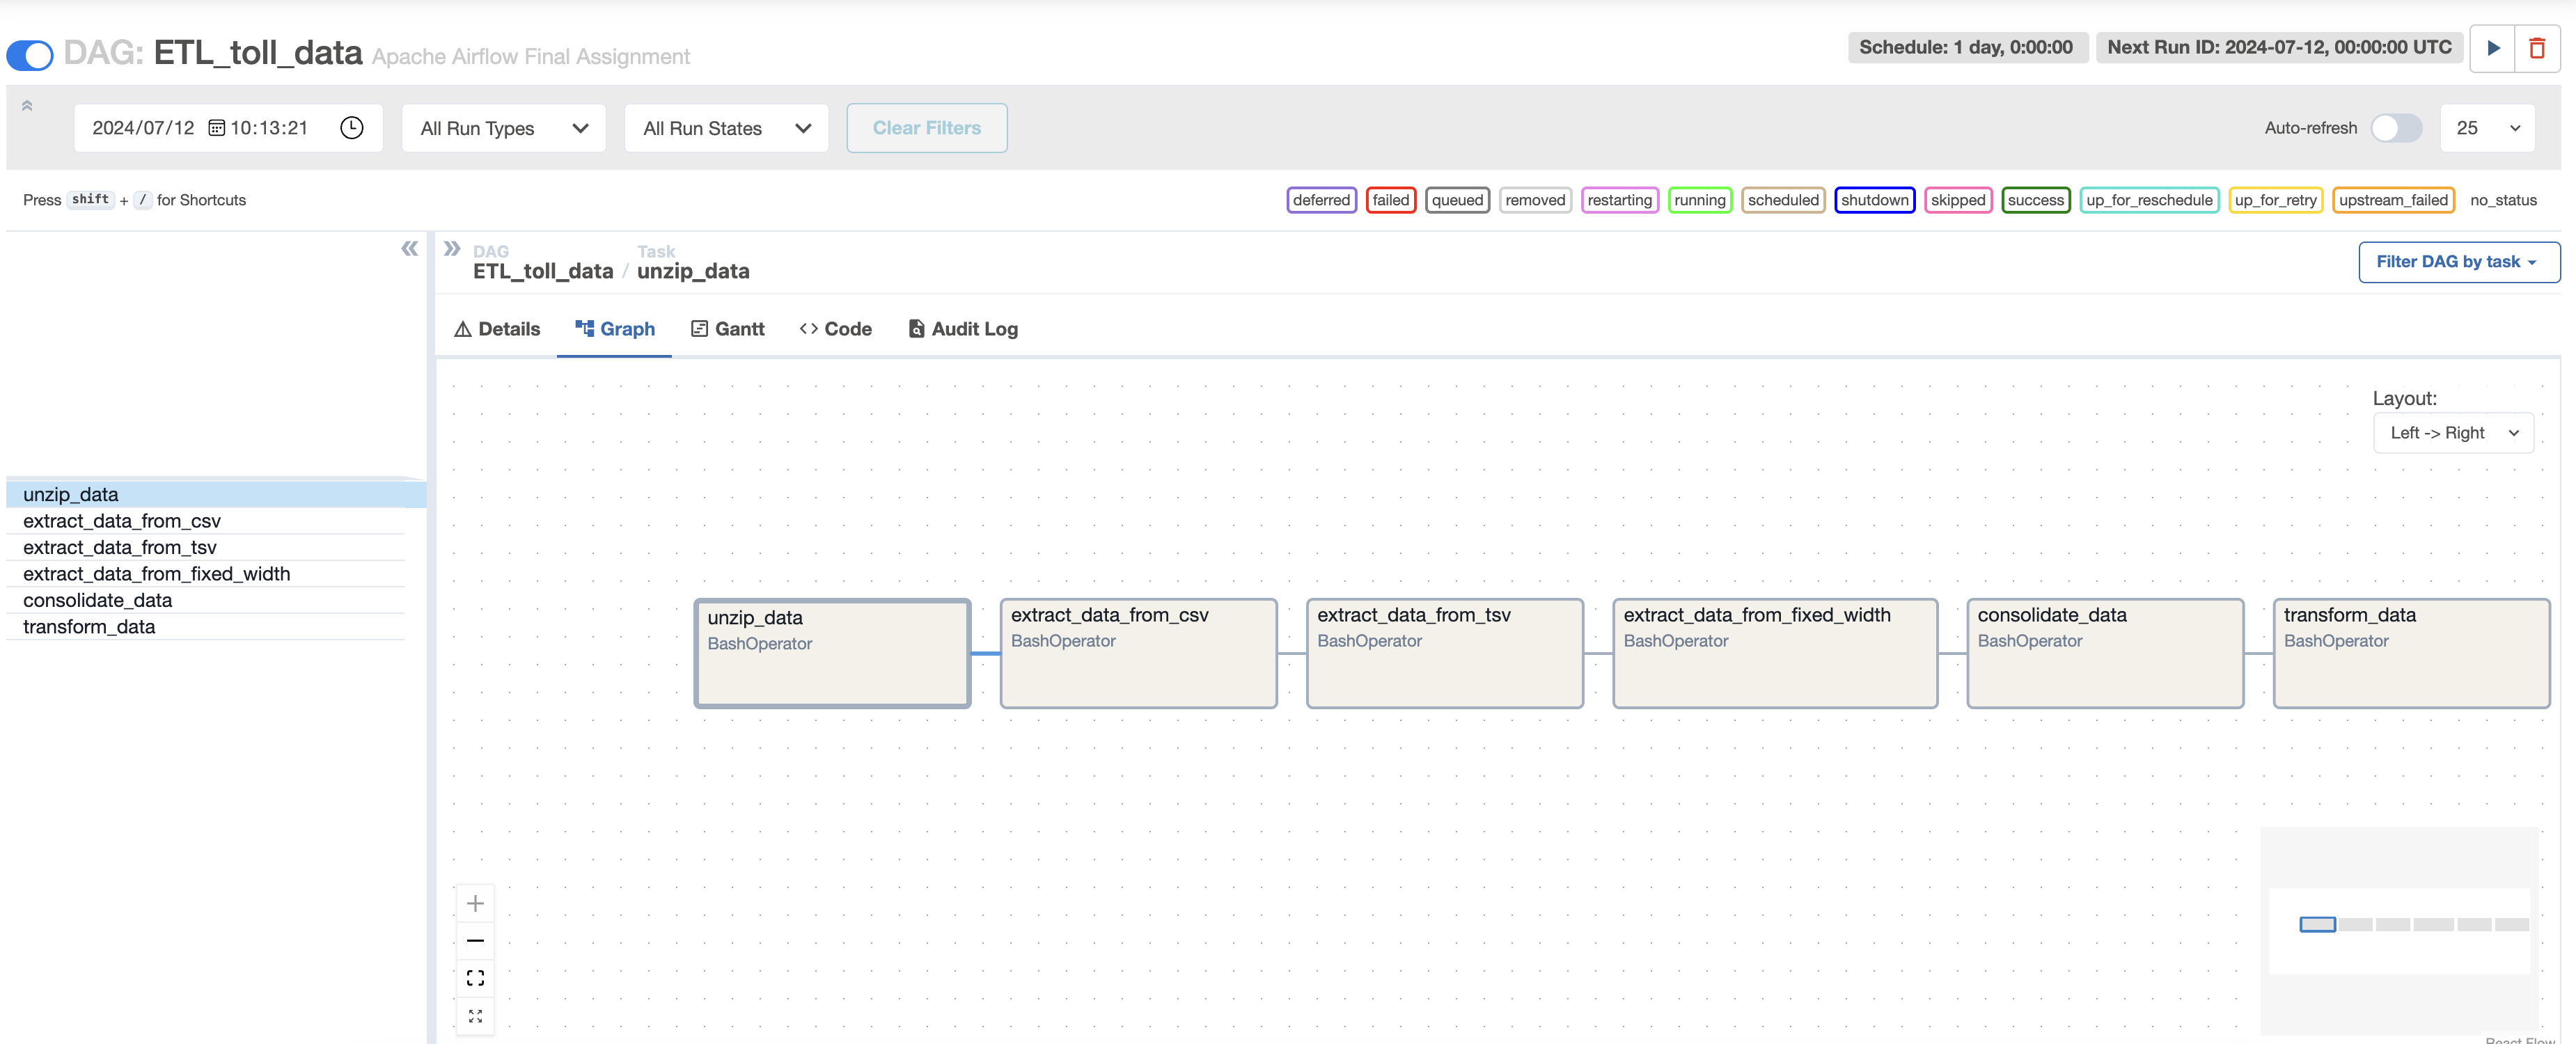 DAG: ETL_toll_data Apache Airflow Final Assignment
Schedule: 1 day, 0:00:00
Next Run ID: 2024-07-12, 00:00:00 UTC
2024/07/12 10:13:21
All Run Types
All Run States
Clear Filters
Auto-refresh
25
Press shift + / for Shortcuts
deferred failed queued removed restarting running scheduled shutdown skipped success up_for_reschedule up_for_retry upstream_failed no_status
DAG
ETL_toll_data /
Task
unzip_data
Filter DAG by task
Details
Graph
Gantt
Code
Audit Log
Layout:
Left -> Right
unzip_data
extract_data_from_csv
extract_data_from_tsv
extract_data_from_fixed_width
consolidate_data
transform_data
unzip_data
BashOperator
extract_data_from_csv
BashOperator
extract_data_from_tsv
BashOperator
extract_data_from_fixed_width
BashOperator
consolidate_data
BashOperator
transform_data
BashOperator
React Flow